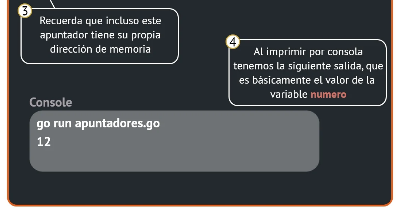 3
Recuerda que incluso este
apuntador tiene su propia
dirección de memoria
4
Al imprimir por consola
tenemos la siguiente salida, que
es básicamente el valor de la
variable numero
Console
go run apuntadores.go
12